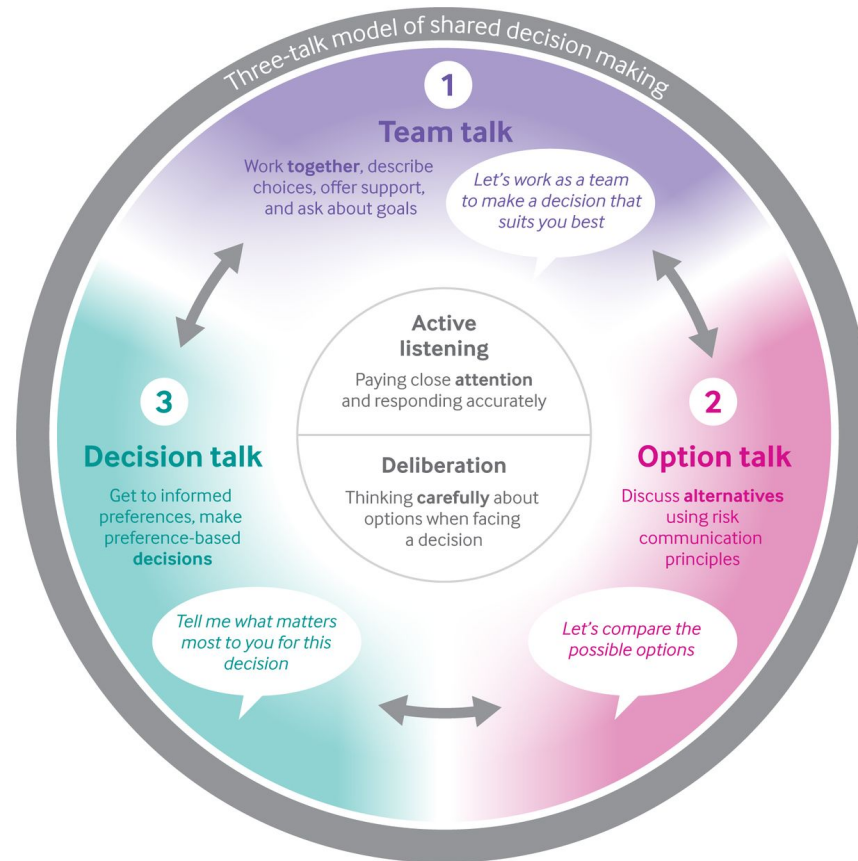 Three-talk model of shared decision making
1
Team talk
Work together, describe
choices, offer support,
and ask about goals
Let's work as a team
to make a decision that
suits you best
Active
listening
Paying close attention
and responding accurately
Deliberation
Thinking carefully about
options when facing
a decision
2
Option talk
Discuss alternatives
using risk
communication
principles
Let's compare the
possible options
3
Decision talk
Get to informed
preferences, make
preference-based
decisions
Tell me what matters
most to you for this
decision